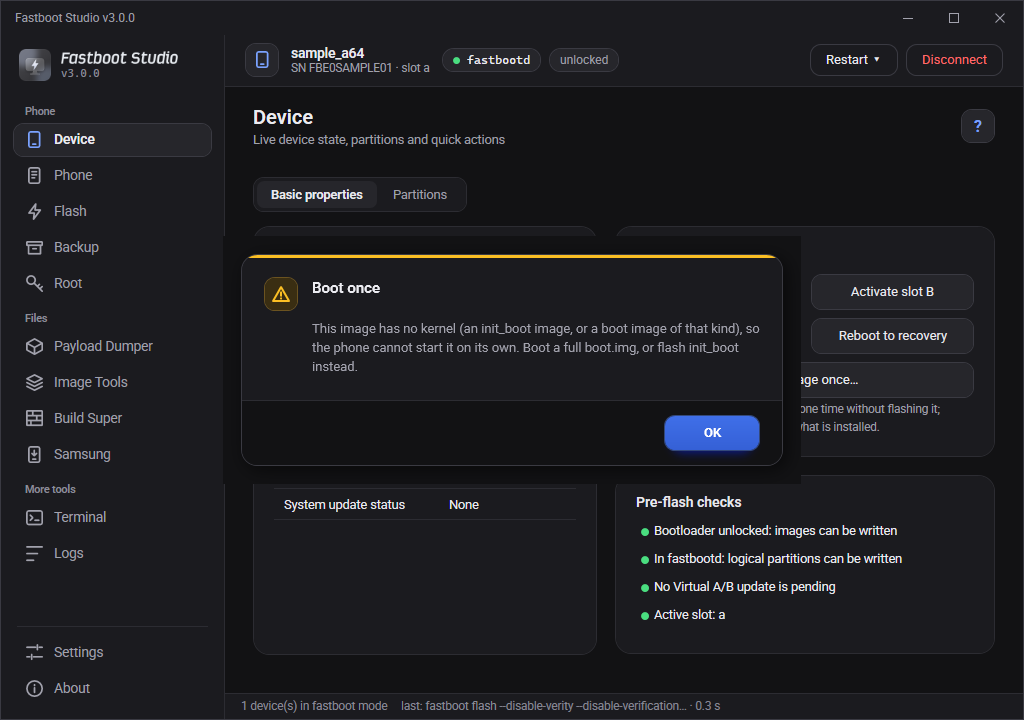 Fastboot Studio v3.0.0
Fastboot Studio
v3.0.0
Phone
Device
Phone
Flash
Backup
Root
Files
Payload Dumper
Image Tools
Build Super
Samsung
More tools
Terminal
Logs
Settings
About
sample_a64
SN FBE0SAMPLE01 · slot a
fastbootd
unlocked
Restart ▾
Disconnect
Device
Live device state, partitions and quick actions
?
Basic properties
Partitions
Activate slot B
Reboot to recovery
age once...
one time without flashing it;
what is installed.
Boot once
This image has no kernel (an init_boot image, or a boot image of that kind), so
the phone cannot start it on its own. Boot a full boot.img, or flash init_boot
instead.
OK
System update status None
Pre-flash checks
Bootloader unlocked: images can be written
In fastbootd: logical partitions can be written
No Virtual A/B update is pending
Active slot: a
1 device(s) in fastboot mode last: fastboot flash --disable-verity --disable-verification... · 0.3 s